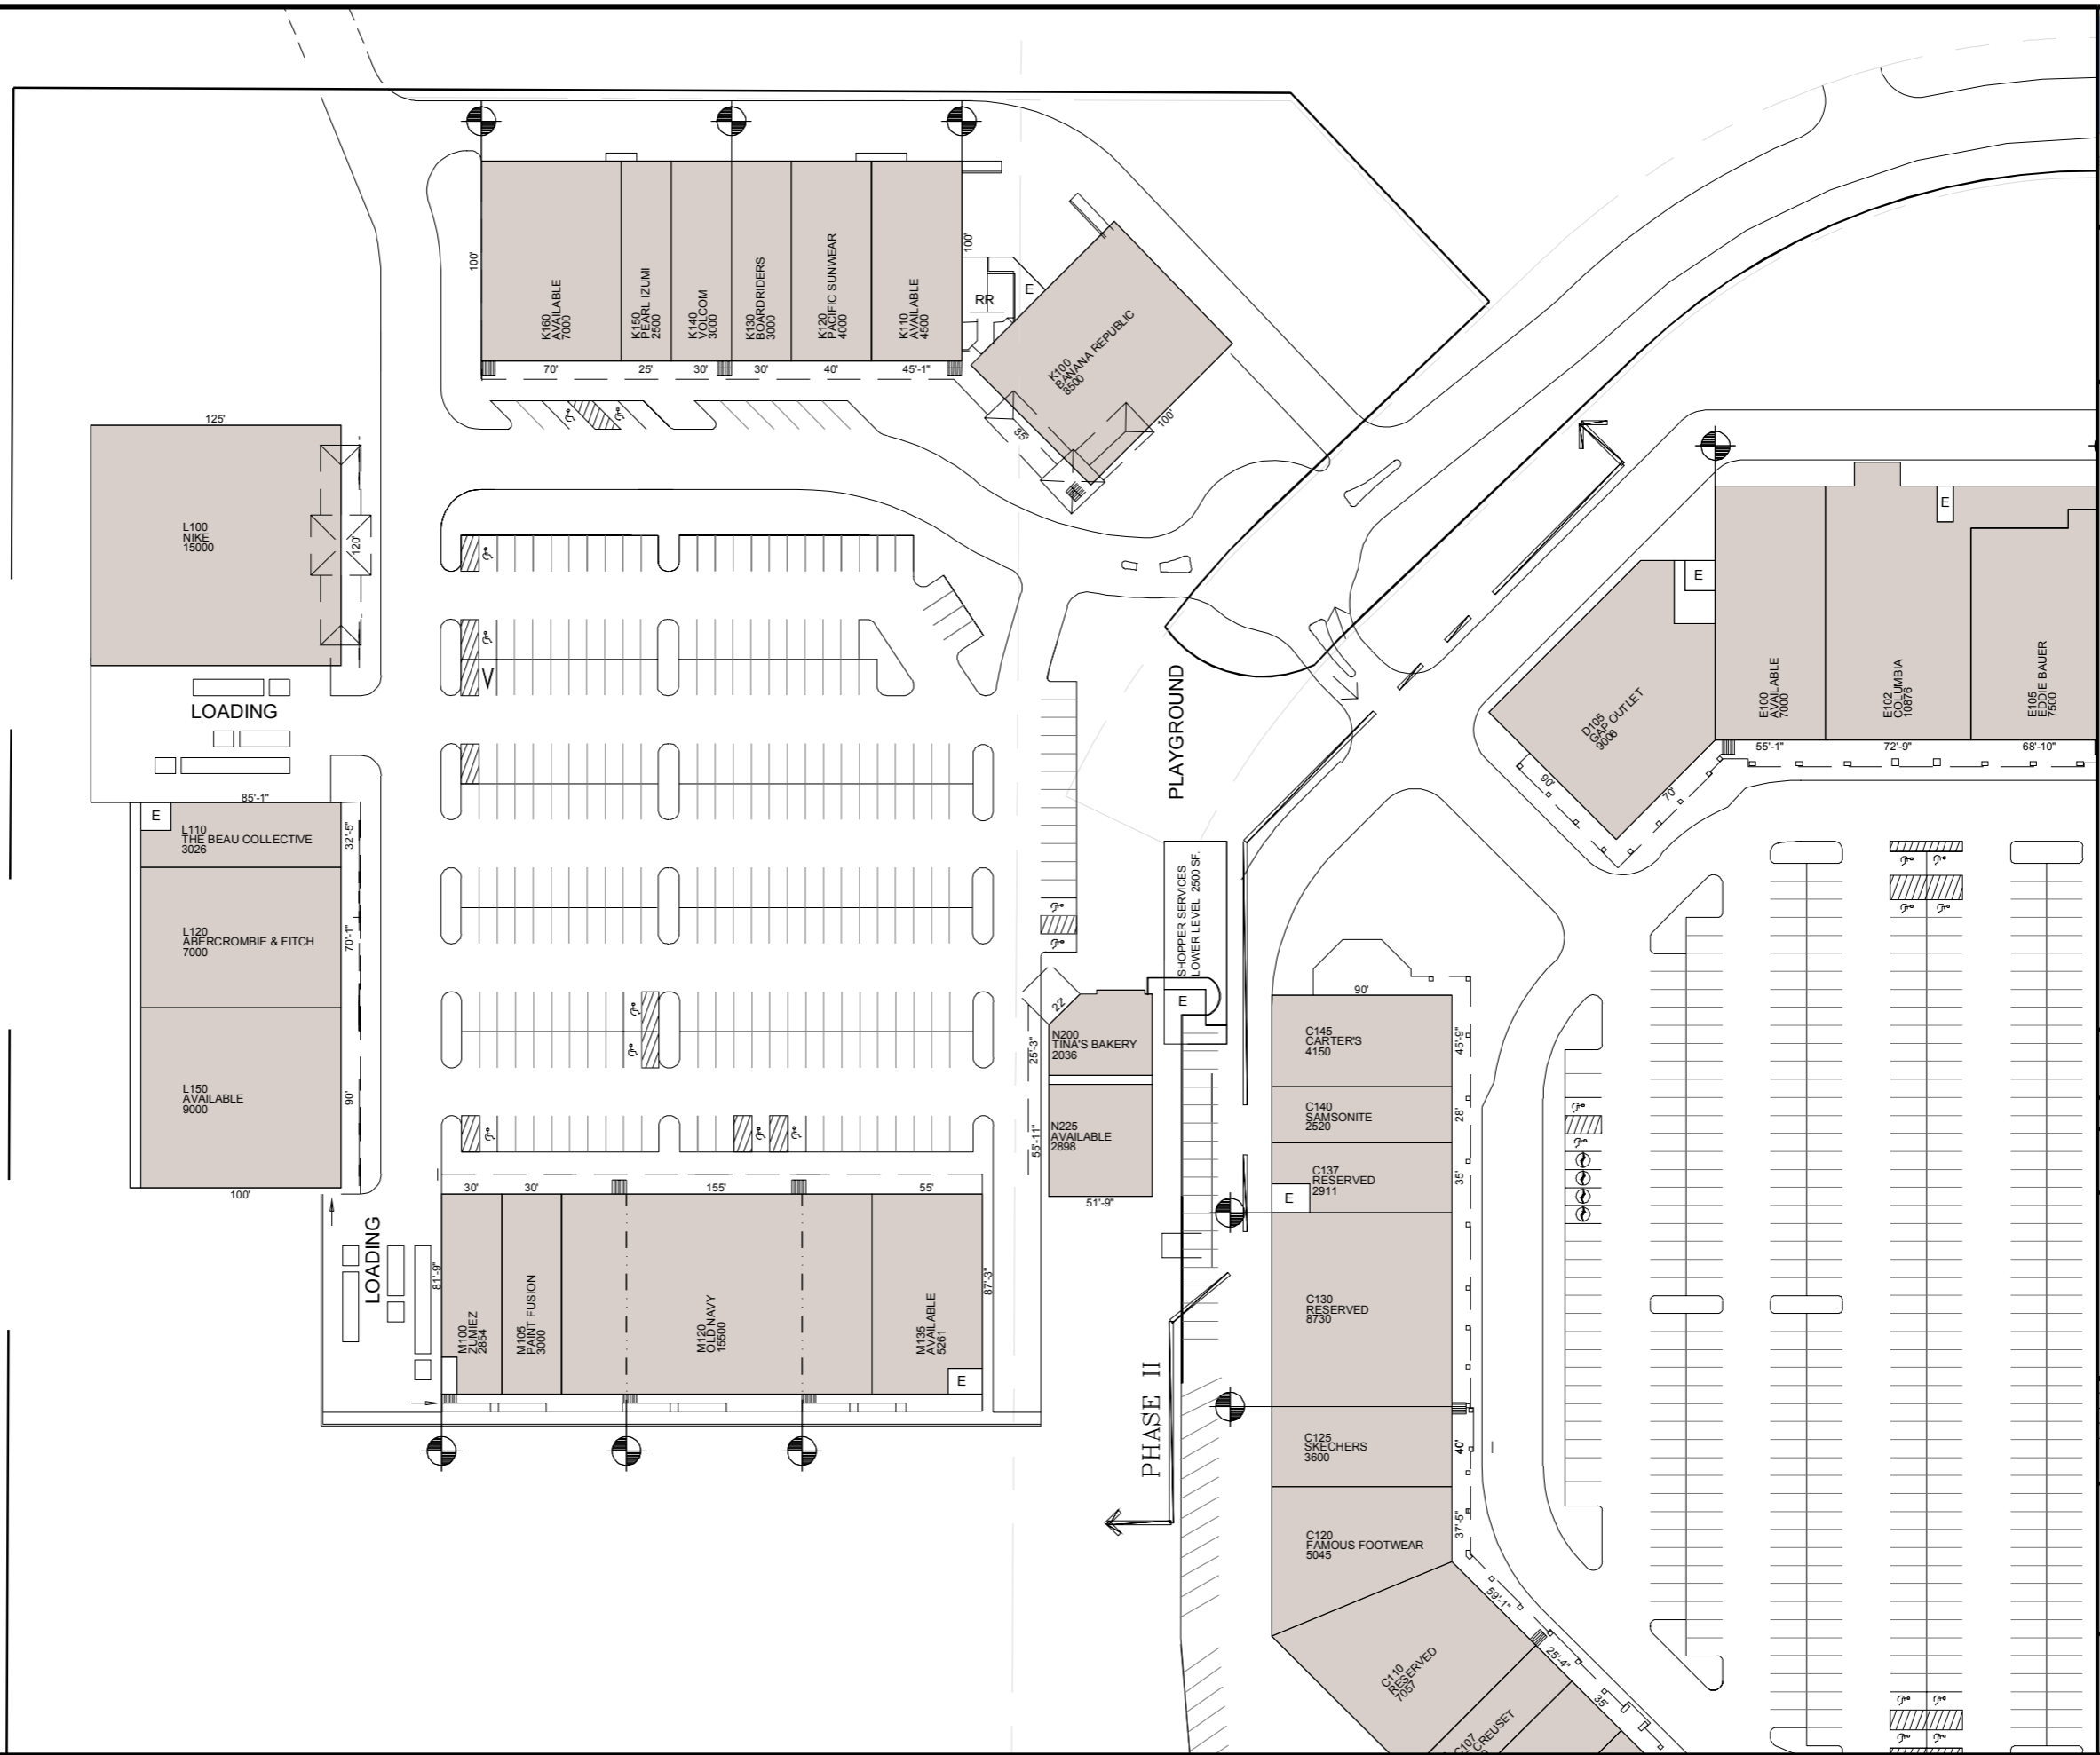 K160
AVAILABLE
7000
K150
PEARL IZUMI
2500
K140
VOLCOM
3000
K130
BOARDRIDERS
3000
K120
PACIFIC SUNWEAR
4000
K110
AVAILABLE
4500
100'
100'
70'
25'
30'
30'
40'
45'-1"
RR
E
K100
BANANA REPUBLIC
8500
85'
100'
125'
L100
NIKE
15000
120'
LOADING
85'-1"
E
L110
THE BEAU COLLECTIVE
3026
32'-5"
L120
ABERCROMBIE & FITCH
7000
70'-1"
L150
AVAILABLE
9000
90'
100'
LOADING
V
30'
30'
155'
55'
81'-9"
87'-3"
M100
ZUMIEZ
2854
M105
PAINT FUSION
3000
M120
OLD NAVY
15500
M135
AVAILABLE
5261
E
PLAYGROUND
SHOPPER SERVICES
LOWER LEVEL 2500 SF.
E
22
N200
TINA'S BAKERY
2036
25'-3"
N225
AVAILABLE
2898
55'-11"
51'-9"
PHASE II
D105
GAP OUTLET
9006
E
90'
70'
E100
AVAILABLE
7000
E102
COLUMBIA
10876
E
E105
EDDIE BAUER
7500
55'-1"
72'-9"
68'-10"
90'
C145
CARTER'S
4150
45'-9"
C140
SAMSONITE
2520
28'
C137
RESERVED
2911
E
35'
C130
RESERVED
8730
C125
SKECHERS
3600
40'
C120
FAMOUS FOOTWEAR
5045
37'-5"
59'-1"
C110
RESERVED
7057
25'-4"
35'
C107
CREUSET